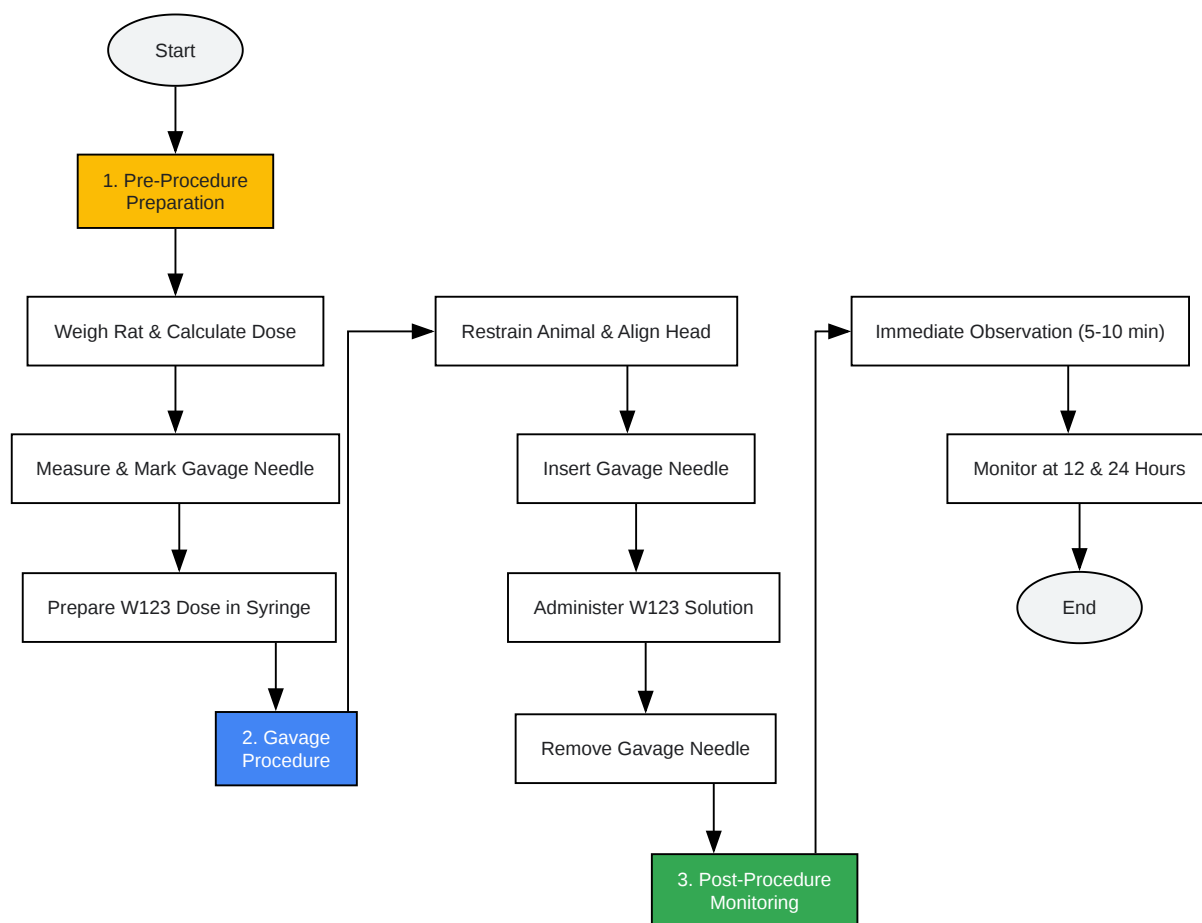 Start
1. Pre-Procedure
Preparation
Weigh Rat & Calculate Dose
Measure & Mark Gavage Needle
Prepare W123 Dose in Syringe
2. Gavage
Procedure
Restrain Animal & Align Head
Insert Gavage Needle
Administer W123 Solution
Remove Gavage Needle
3. Post-Procedure
Monitoring
Immediate Observation (5-10 min)
Monitor at 12 & 24 Hours
End